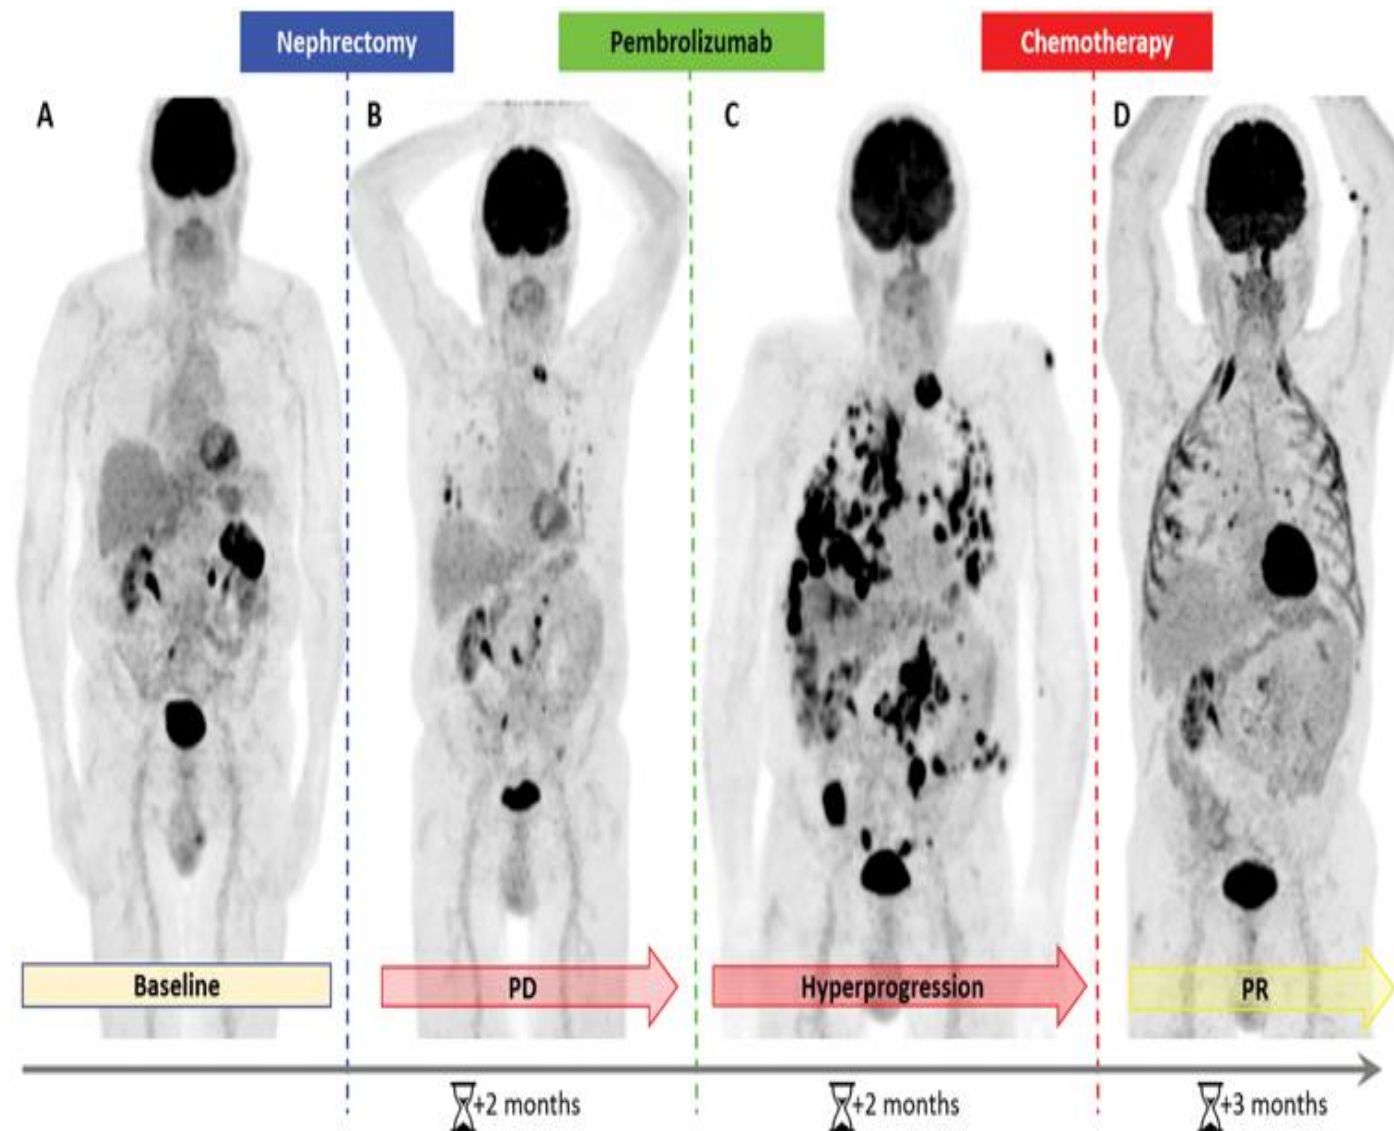 Nephrectomy
Pembrolizumab
Chemotherapy
A
B
C
D
Baseline
PD
Hyperprogression
PR
+2 months
+2 months
+3 months